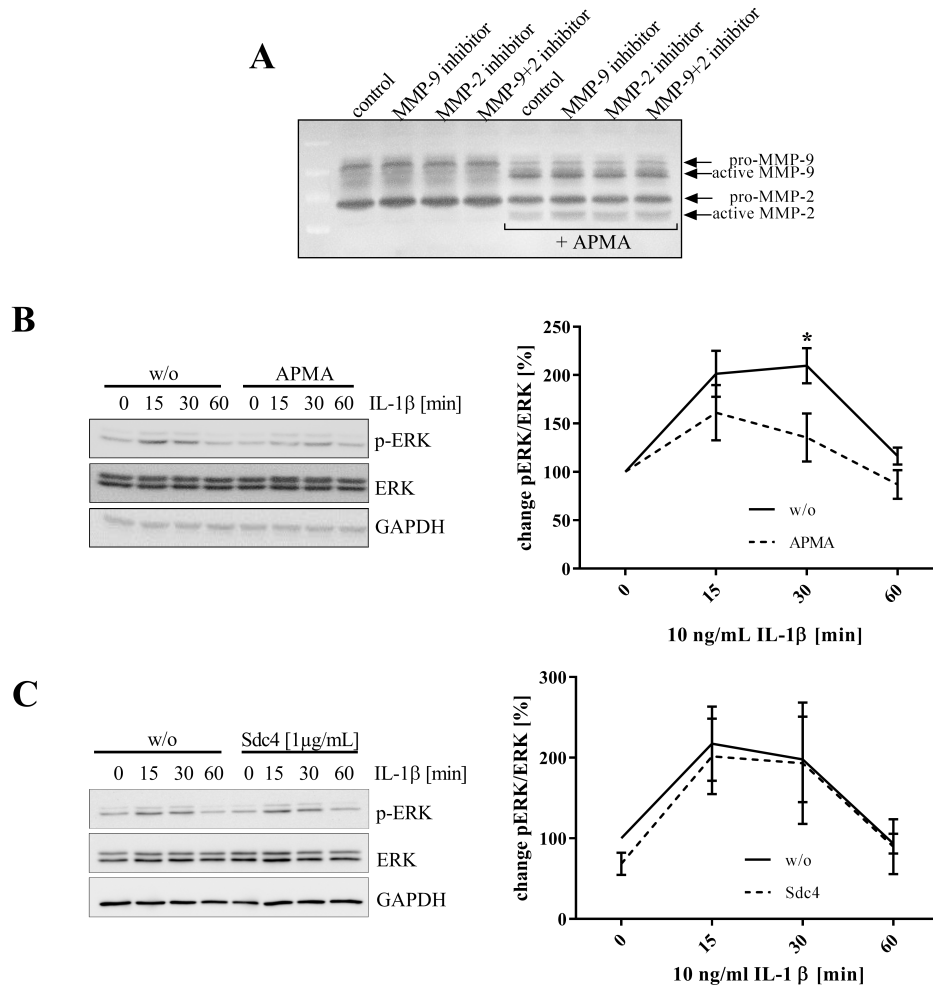 A
control
MMP-9 inhibitor
MMP-2 inhibitor
MMP-9+2 inhibitor
control
MMP-9 inhibitor
MMP-2 inhibitor
MMP-9+2 inhibitor
pro-MMP-9
active MMP-9
pro-MMP-2
active MMP-2
+ APMA
B
w/o APMA
0 15 30 60 0 15 30 60 IL-1β [min]
p-ERK
ERK
GAPDH
change pERK/ERK [%]
250
200
150
100
50
0
*
w/o
APMA
0 15 30 60
10 ng/mL IL-1β [min]
C
w/o Sdc4 [1µg/mL]
0 15 30 60 0 15 30 60 IL-1β [min]
p-ERK
ERK
GAPDH
change pERK/ERK [%]
300
200
100
0
w/o
Sdc4
0 15 30 60
10 ng/ml IL-1 β [min]